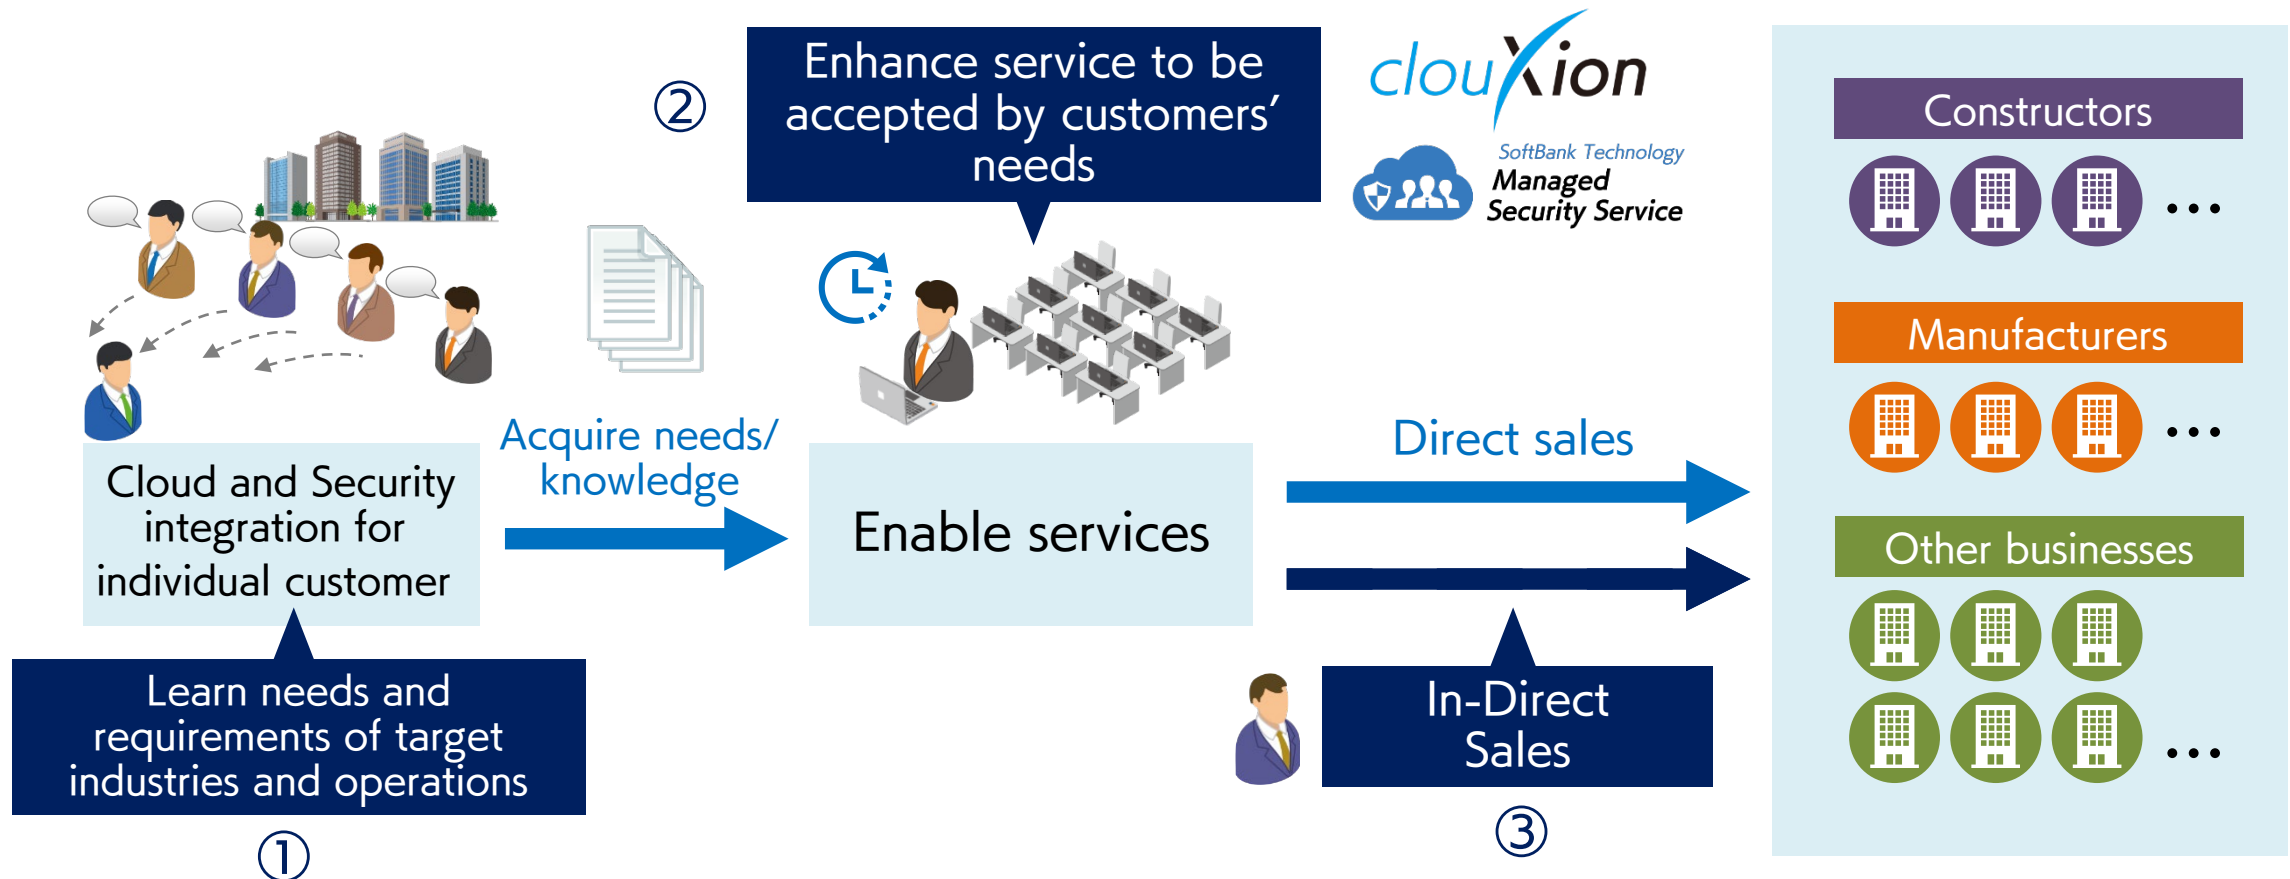 ②
Enhance service to be
accepted by customers’
needs
clouXion
SoftBank Technology
Managed
Security Service
Acquire needs/
knowledge
Cloud and Security
integration for
individual customer
Enable services
Direct sales
Learn needs and
requirements of target
industries and operations
①
In-Direct
Sales
③
Constructors
...
Manufacturers
...
Other businesses
...